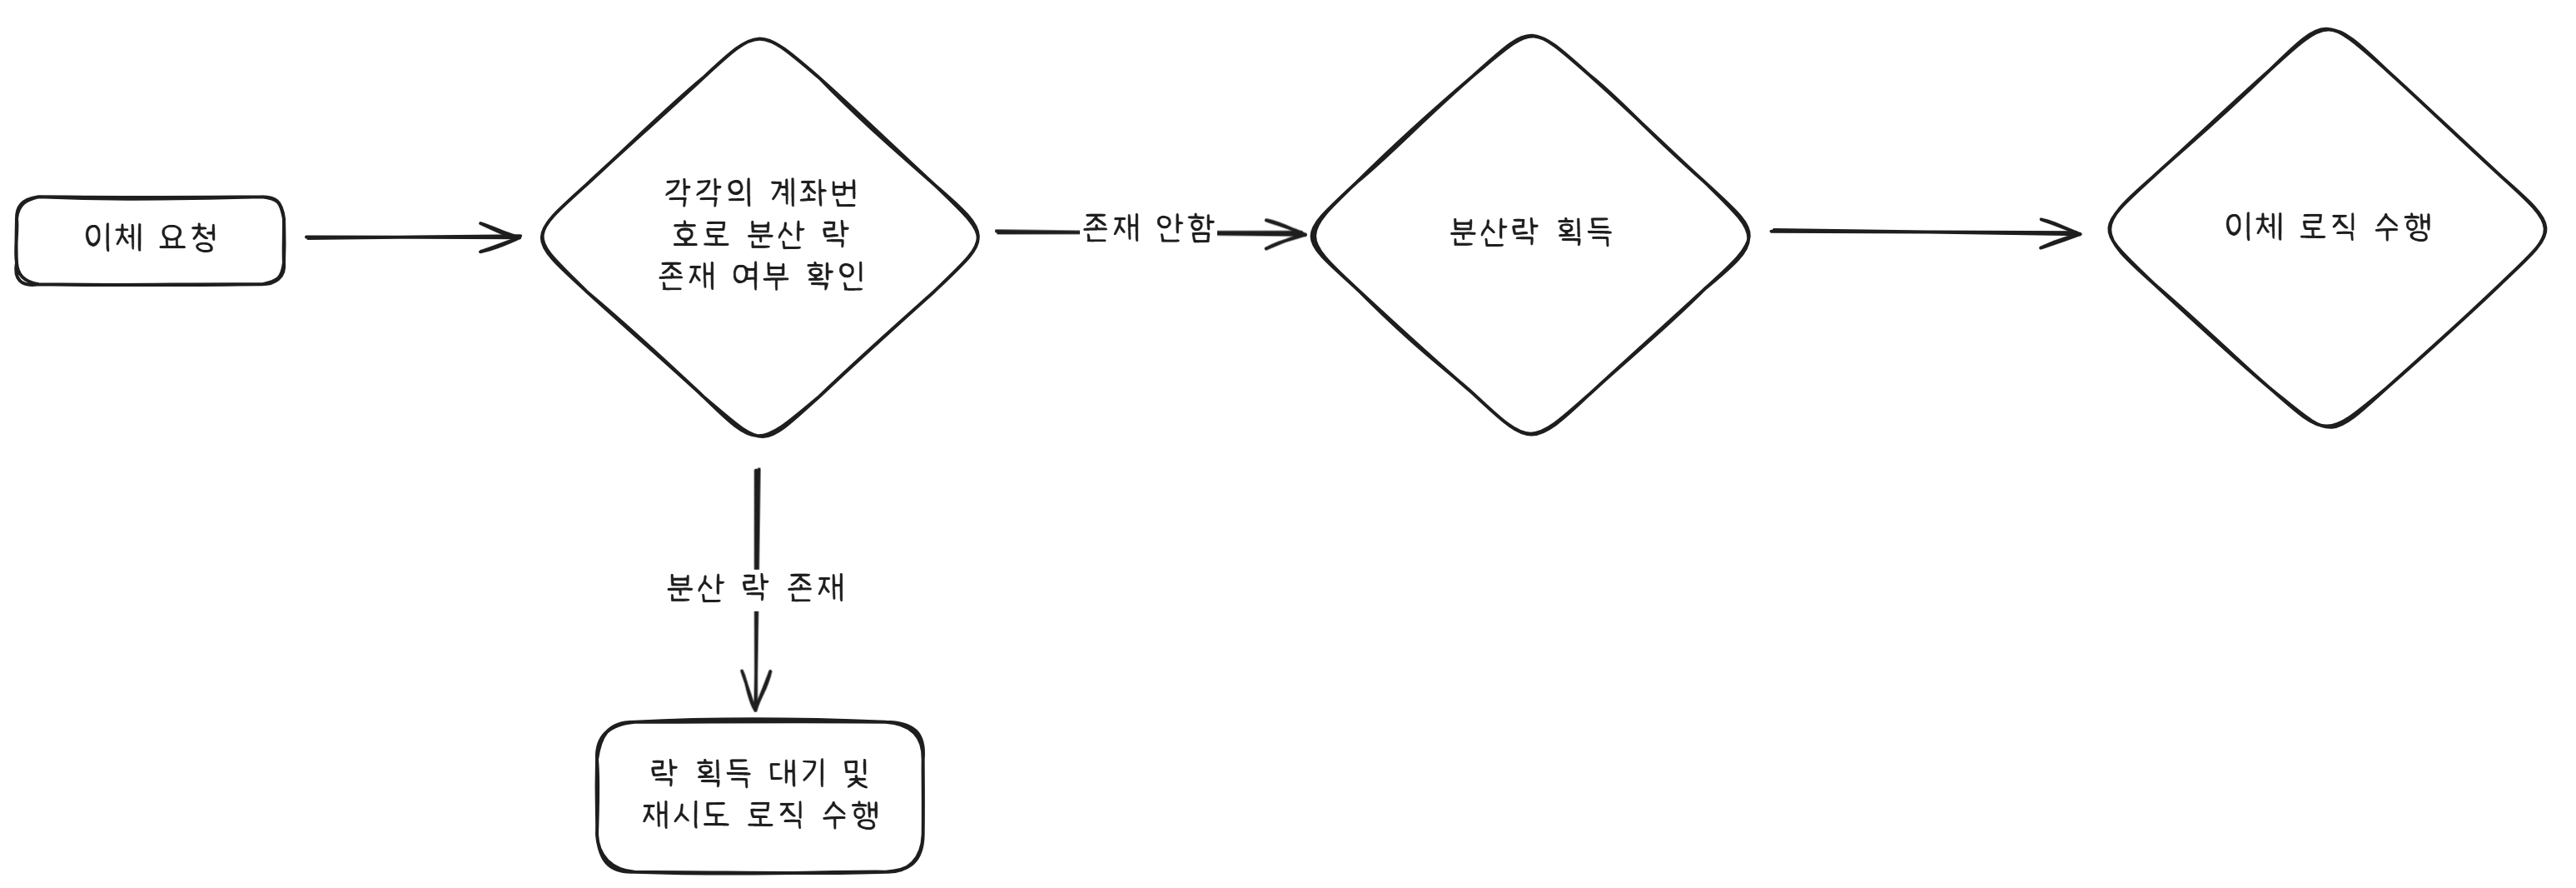 이체 요청
각각의 계좌번
호로 분산 락
존재 여부 확인
존재 안함
분산락 획득
이체 로직 수행
분산 락 존재
락 획득 대기 및
재시도 로직 수행